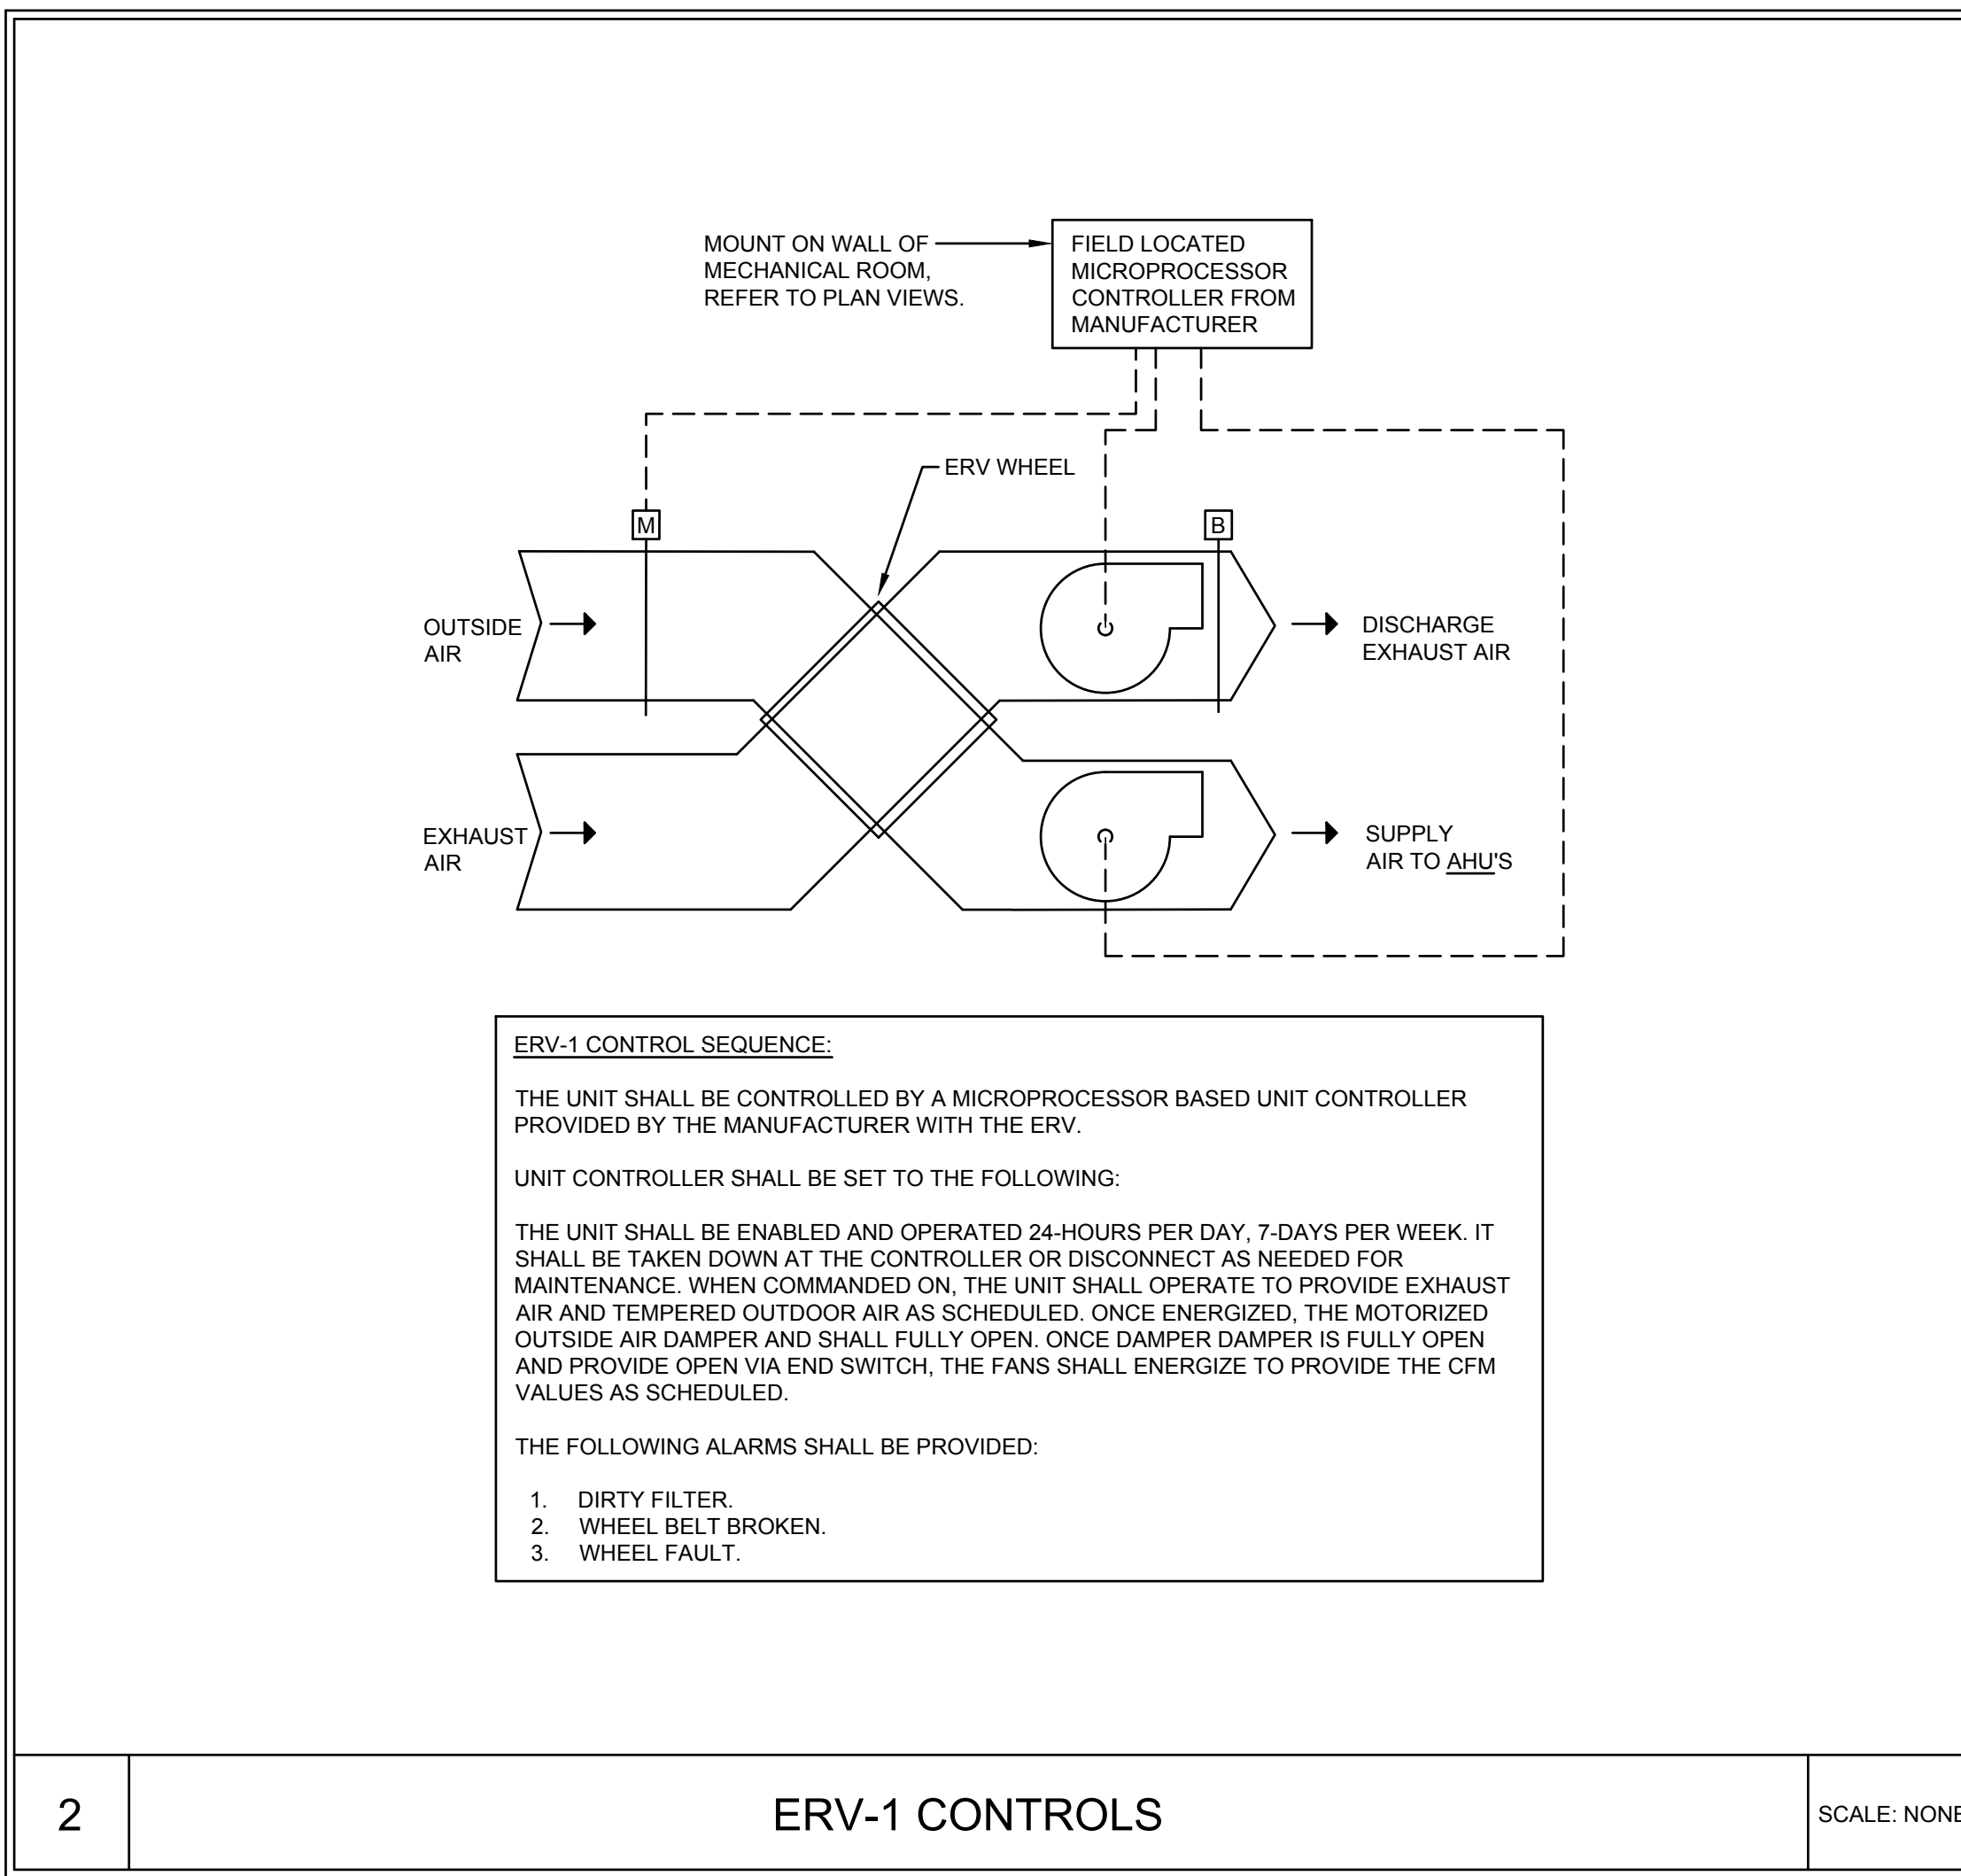 MOUNT ON WALL OF
MECHANICAL ROOM,
REFER TO PLAN VIEWS.
FIELD LOCATED
MICROPROCESSOR
CONTROLLER FROM
MANUFACTURER
ERV WHEEL
M
B
OUTSIDE
AIR
DISCHARGE
EXHAUST AIR
EXHAUST
AIR
SUPPLY
AIR TO AHU'S
ERV-1 CONTROL SEQUENCE:
THE UNIT SHALL BE CONTROLLED BY A MICROPROCESSOR BASED UNIT CONTROLLER
PROVIDED BY THE MANUFACTURER WITH THE ERV.
UNIT CONTROLLER SHALL BE SET TO THE FOLLOWING:
THE UNIT SHALL BE ENABLED AND OPERATED 24-HOURS PER DAY, 7-DAYS PER WEEK. IT
SHALL BE TAKEN DOWN AT THE CONTROLLER OR DISCONNECT AS NEEDED FOR
MAINTENANCE. WHEN COMMANDED ON, THE UNIT SHALL OPERATE TO PROVIDE EXHAUST
AIR AND TEMPERED OUTDOOR AIR AS SCHEDULED. ONCE ENERGIZED, THE MOTORIZED
OUTSIDE AIR DAMPER AND SHALL FULLY OPEN. ONCE DAMPER DAMPER IS FULLY OPEN
AND PROVIDE OPEN VIA END SWITCH, THE FANS SHALL ENERGIZE TO PROVIDE THE CFM
VALUES AS SCHEDULED.
THE FOLLOWING ALARMS SHALL BE PROVIDED:
1. DIRTY FILTER.
2. WHEEL BELT BROKEN.
3. WHEEL FAULT.
2
ERV-1 CONTROLS
SCALE: NONE